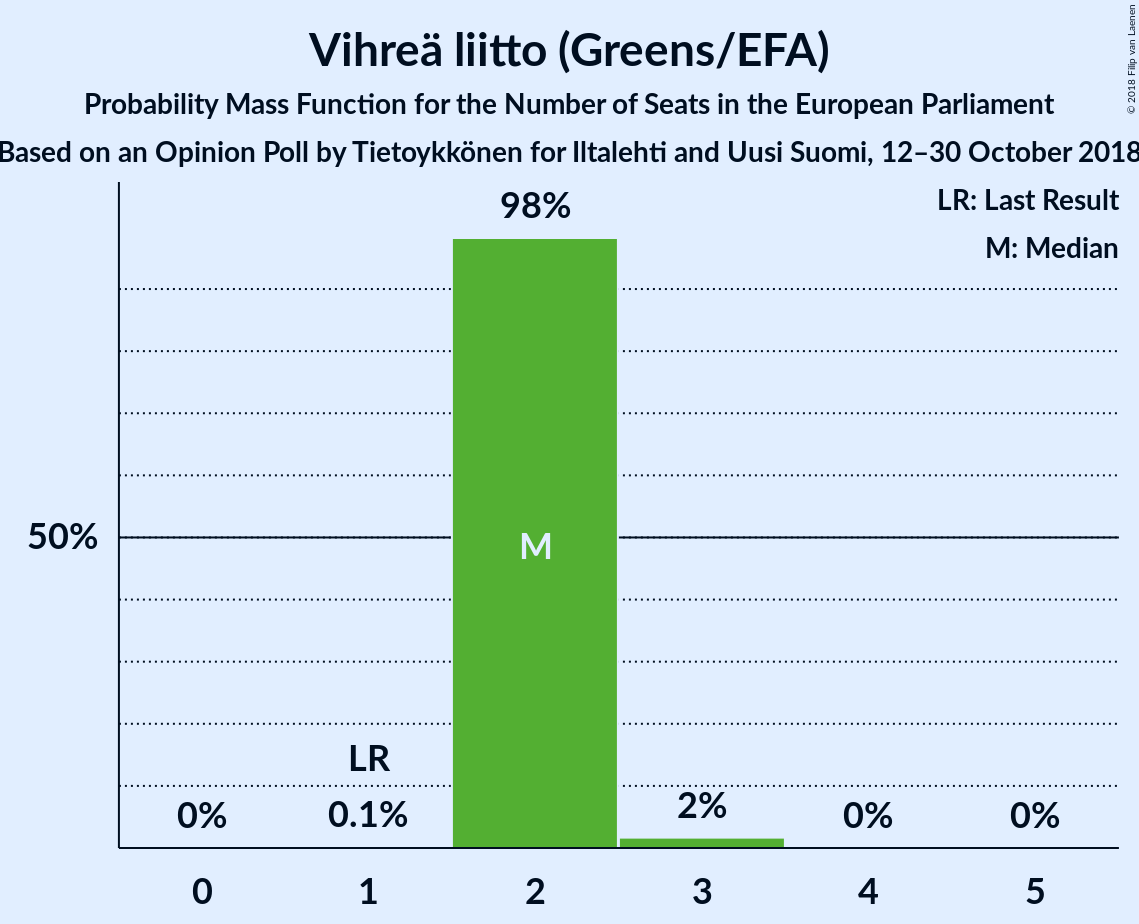 Vihreä liitto (Greens/EFA)
Probability Mass Function for the Number of Seats in the European Parliament
Based on an Opinion Poll by Tietoykkönen for Iltalehti and Uusi Suomi, 12–30 October 2018
© 2018 Filip van Laenen
LR: Last Result
M: Median
98%
50%
M
LR
0%
0.1%
2%
0%
0%
0
1
2
3
4
5